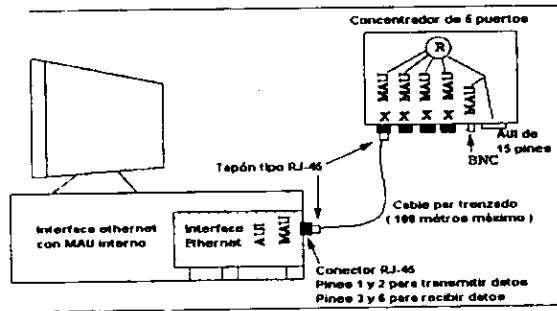 Concentrador de 6 puertos
R
MAU MAU MAU MAU MAU
X X X X
AUI de
15 pines
BNC
Tapón tipo RJ-45
Cable par trenzado
( 100 métros máximo )
Interface ethernet
con MAU interno
Interface
Ethernet
AUI
MAU
Conector RJ-45
Pines 1 y 2 para transmitir datos
Pines 3 y 6 para recibir datos